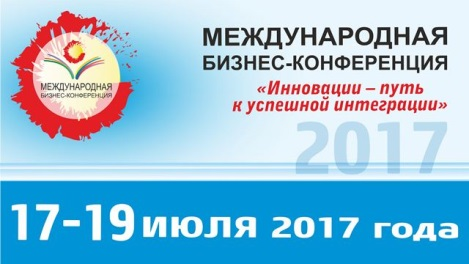 МЕЖДУНАРОДНАЯ
БИЗНЕС-КОНФЕРЕНЦИЯ
МЕЖДУНАРОДНАЯ
БИЗНЕС-КОНФЕРЕНЦИЯ
«Инновации – путь
к успешной интеграции»
2017
17-19 ИЮЛЯ 2017 года